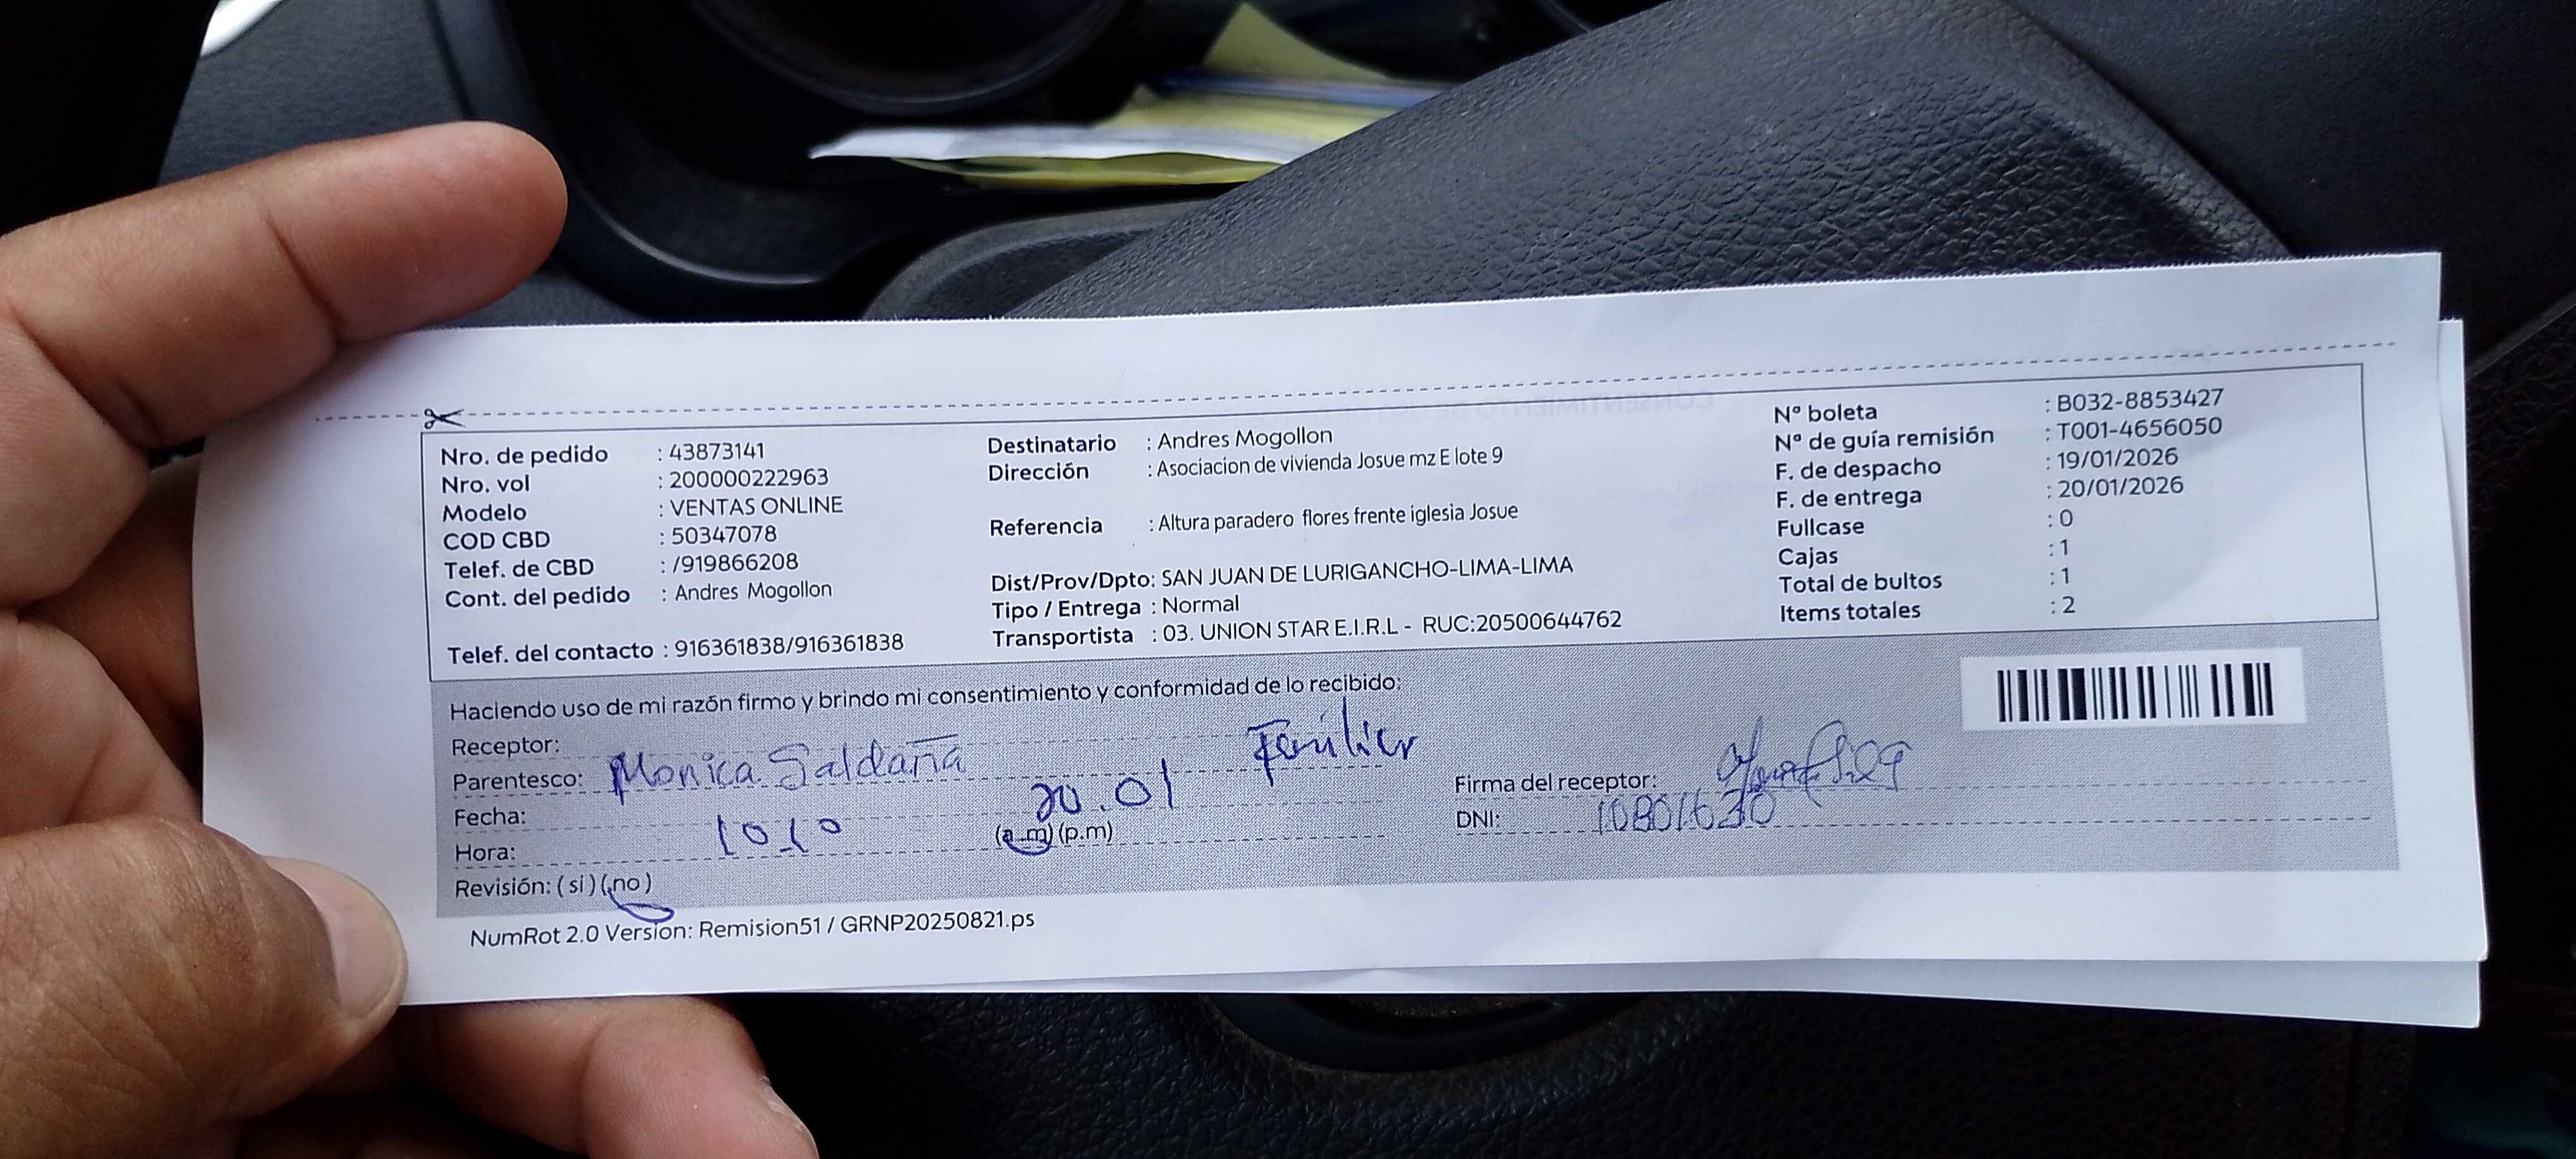 Nro. de pedido : 43873141
Nro. vol : 200000222963
Modelo : VENTAS ONLINE
COD CBD : 50347078
Telef. de CBD : /919866208
Cont. del pedido : Andres Mogollon
Telef. del contacto : 916361838/916361838
Destinatario : Andres Mogollon
Dirección : Asociacion de vivienda Josue mz E lote 9
Referencia : Altura paradero flores frente iglesia Josue
Dist/Prov/Dpto: SAN JUAN DE LURIGANCHO-LIMA-LIMA
Tipo / Entrega : Normal
Transportista : 03. UNION STAR E.I.R.L - RUC:20500644762
Nº boleta : B032-8853427
Nº de guía remisión : T001-4656050
F. de despacho : 19/01/2026
F. de entrega : 20/01/2026
Fullcase : 0
Cajas : 1
Total de bultos : 1
Items totales : 2
Haciendo uso de mi razón firmo y brindo mi consentimiento y conformidad de lo recibido:
Receptor: Monica Saldaña
Parentesco: Familiar
Fecha: 20.01
Hora: 1010 (a.m) (p.m)
Revisión: (si) (no)
Firma del receptor:
DNI: 10801630
NumRot 2.0 Version: Remision51 / GRNP20250821.ps